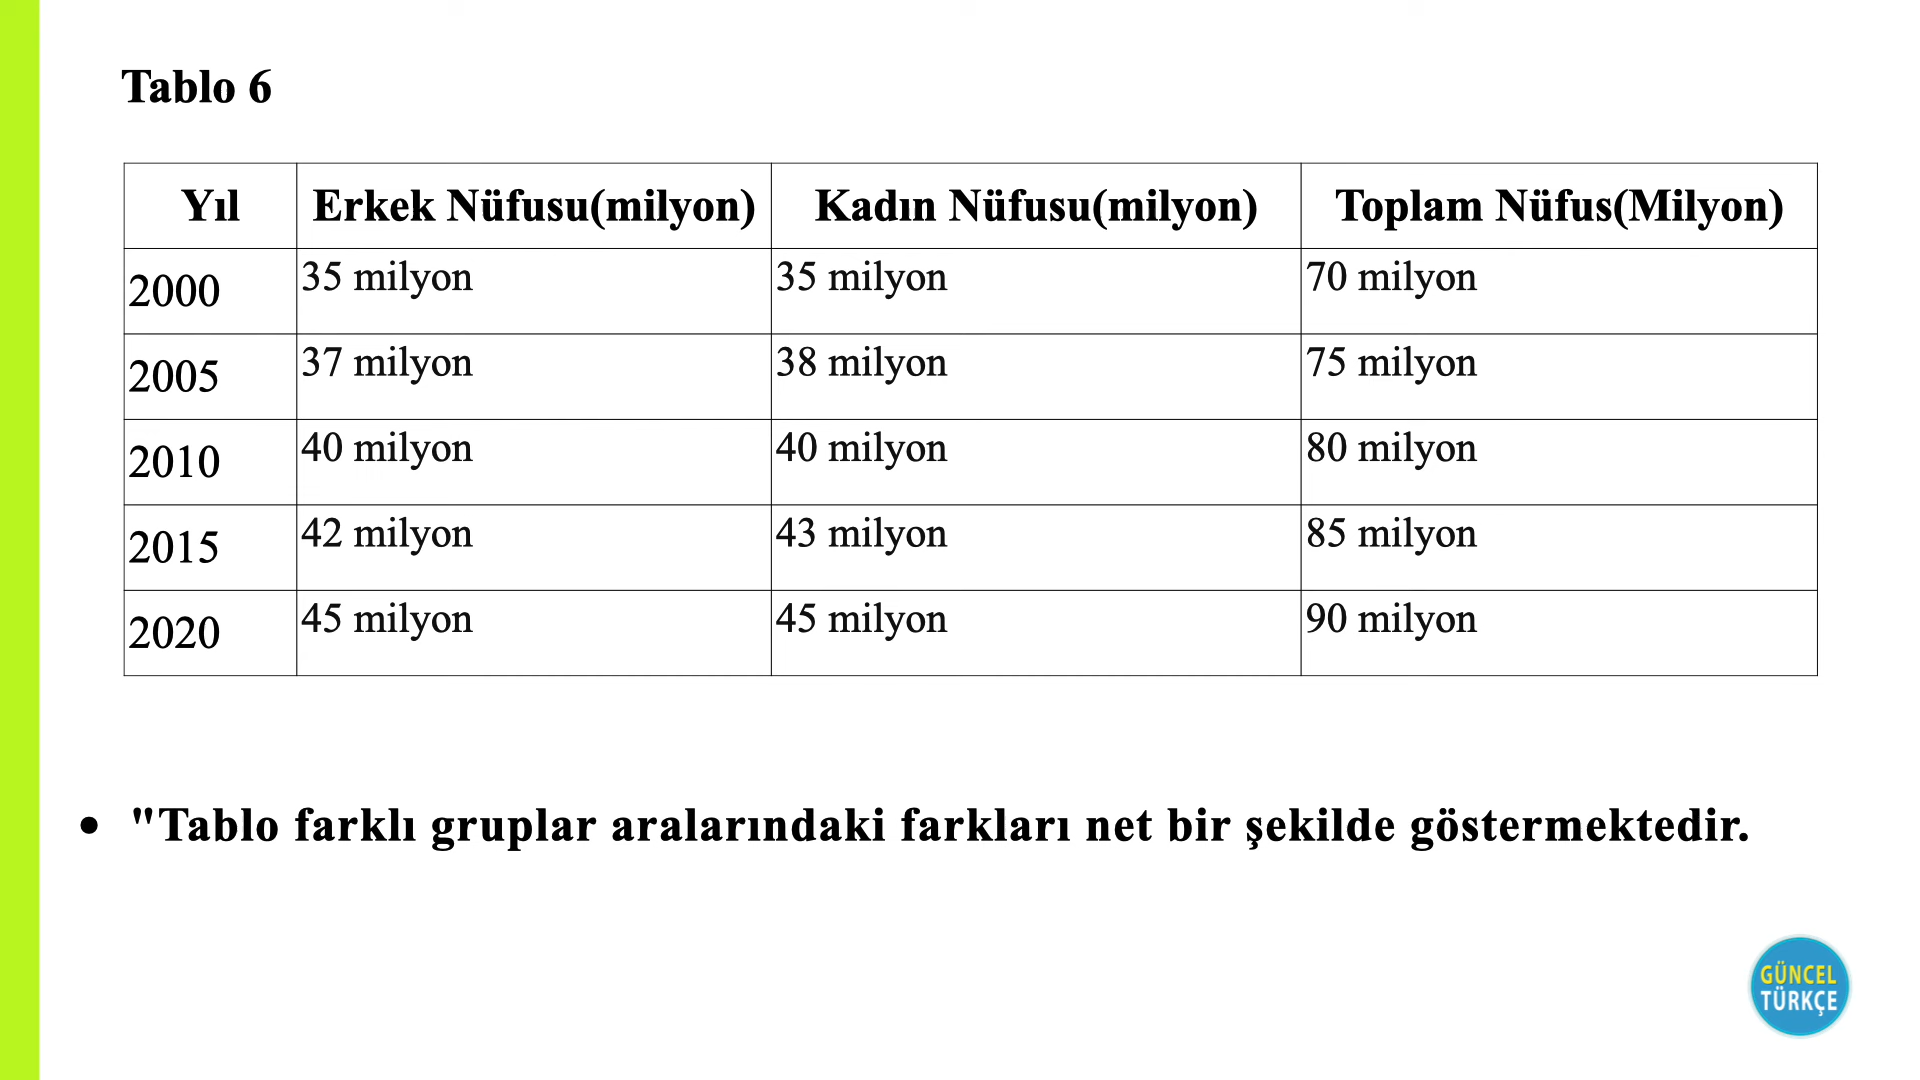 Tablo 6
Yıl Erkek Nüfusu(milyon) Kadın Nüfusu(milyon) Toplam Nüfus(Milyon)
2000 35 milyon 35 milyon 70 milyon
2005 37 milyon 38 milyon 75 milyon
2010 40 milyon 40 milyon 80 milyon
2015 42 milyon 43 milyon 85 milyon
2020 45 milyon 45 milyon 90 milyon
• "Tablo farklı gruplar aralarındaki farkları net bir şekilde göstermektedir.
GÜNCEL
TÜRKÇE